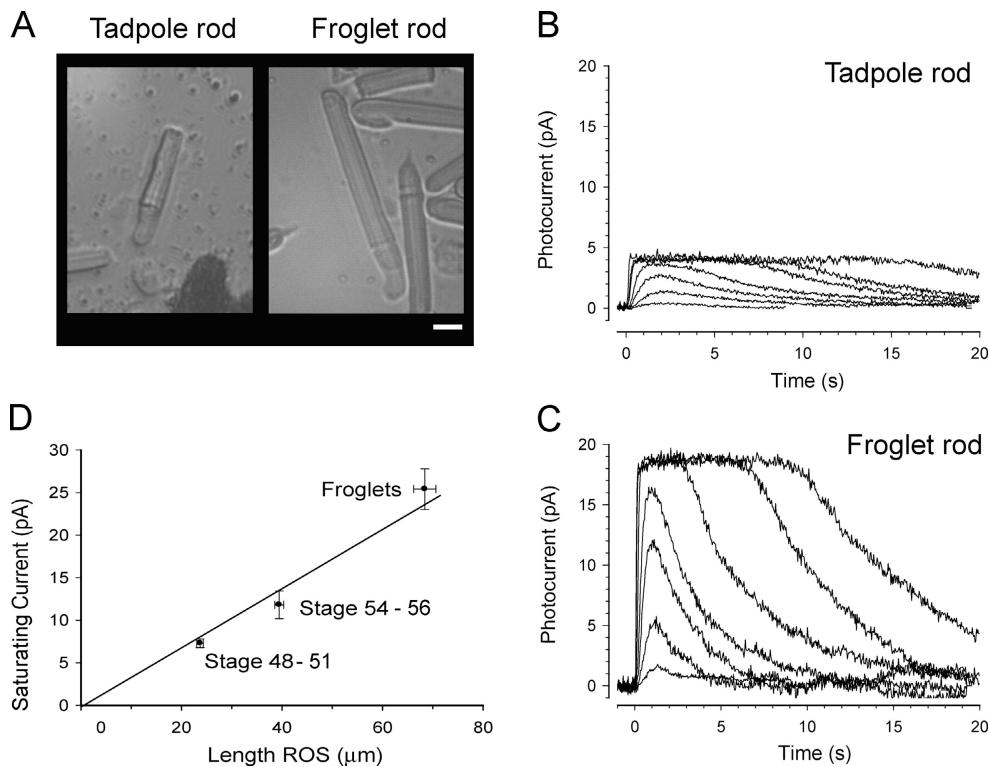 A
Tadpole rod
Froglet rod
B
Tadpole rod
20
15
10
5
0
Photocurrent (pA)
0
5
10
15
20
Time (s)
D
30
25
20
15
10
5
0
Saturating Current (pA)
Froglets
Stage 54 - 56
Stage 48 - 51
0
20
40
60
80
Length ROS (μm)
C
Froglet rod
20
15
10
5
0
Photocurrent (pA)
0
5
10
15
20
Time (s)